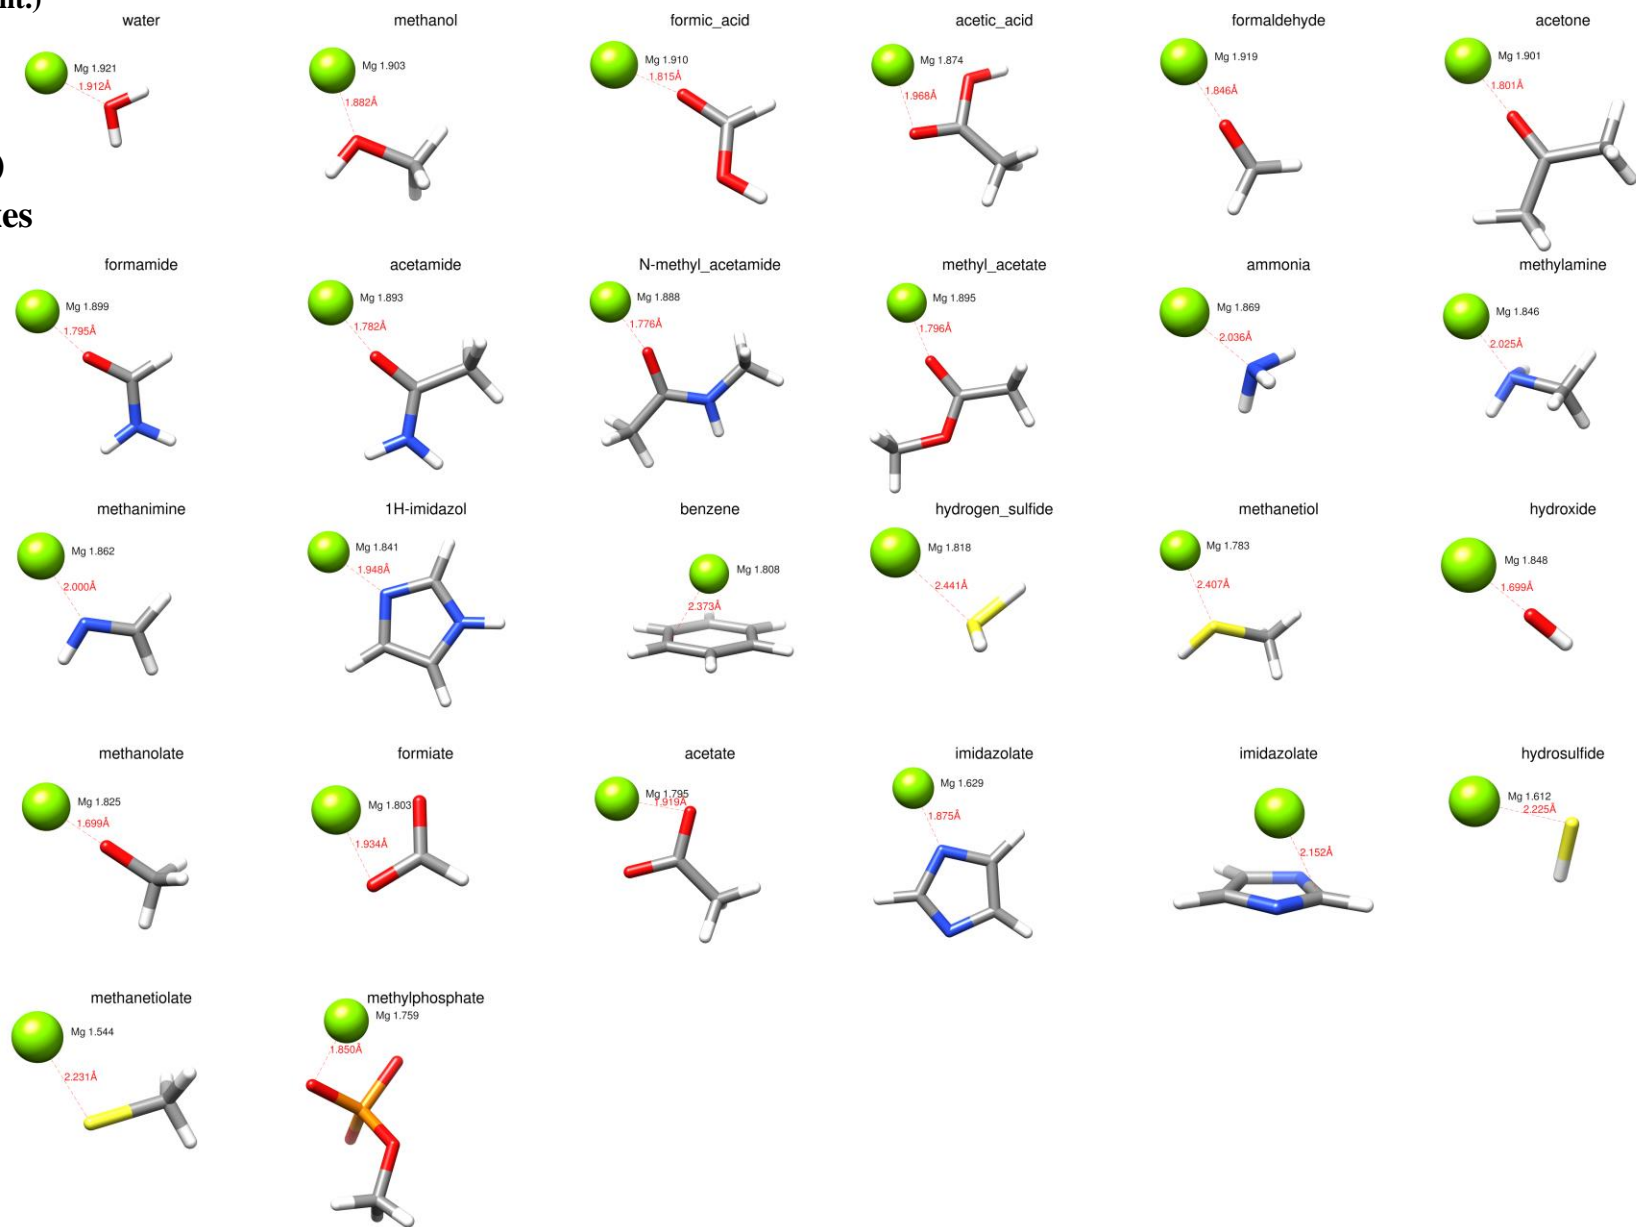 nt.)
water methanol formic_acid acetic_acid formaldehyde acetone
Mg 1.921 Mg 1.903 Mg 1.910 Mg 1.874 Mg 1.919 Mg 1.901
1.912Å 1.882Å 1.815Å 1.968Å 1.846Å 1.801Å
)
es
formamide acetamide N-methyl_acetamide methyl_acetate ammonia methylamine
Mg 1.899 Mg 1.893 Mg 1.888 Mg 1.895 Mg 1.869 Mg 1.846
1.795Å 1.782Å 1.776Å 1.796Å 2.036Å 2.025Å
methanimine 1H-imidazol benzene hydrogen_sulfide methanetiol hydroxide
Mg 1.862 Mg 1.841 Mg 1.808 Mg 1.818 Mg 1.783 Mg 1.848
2.000Å 1.948Å 2.373Å 2.441Å 2.407Å 1.699Å
methanolate formiate acetate imidazolate imidazolate hydrosulfide
Mg 1.825 Mg 1.803 Mg 1.795 Mg 1.629 Mg 1.612
1.699Å 1.934Å 1.919Å 1.875Å 2.152Å 2.225Å
methanetiolate methylphosphate
Mg 1.544 Mg 1.759
2.231Å 1.850Å